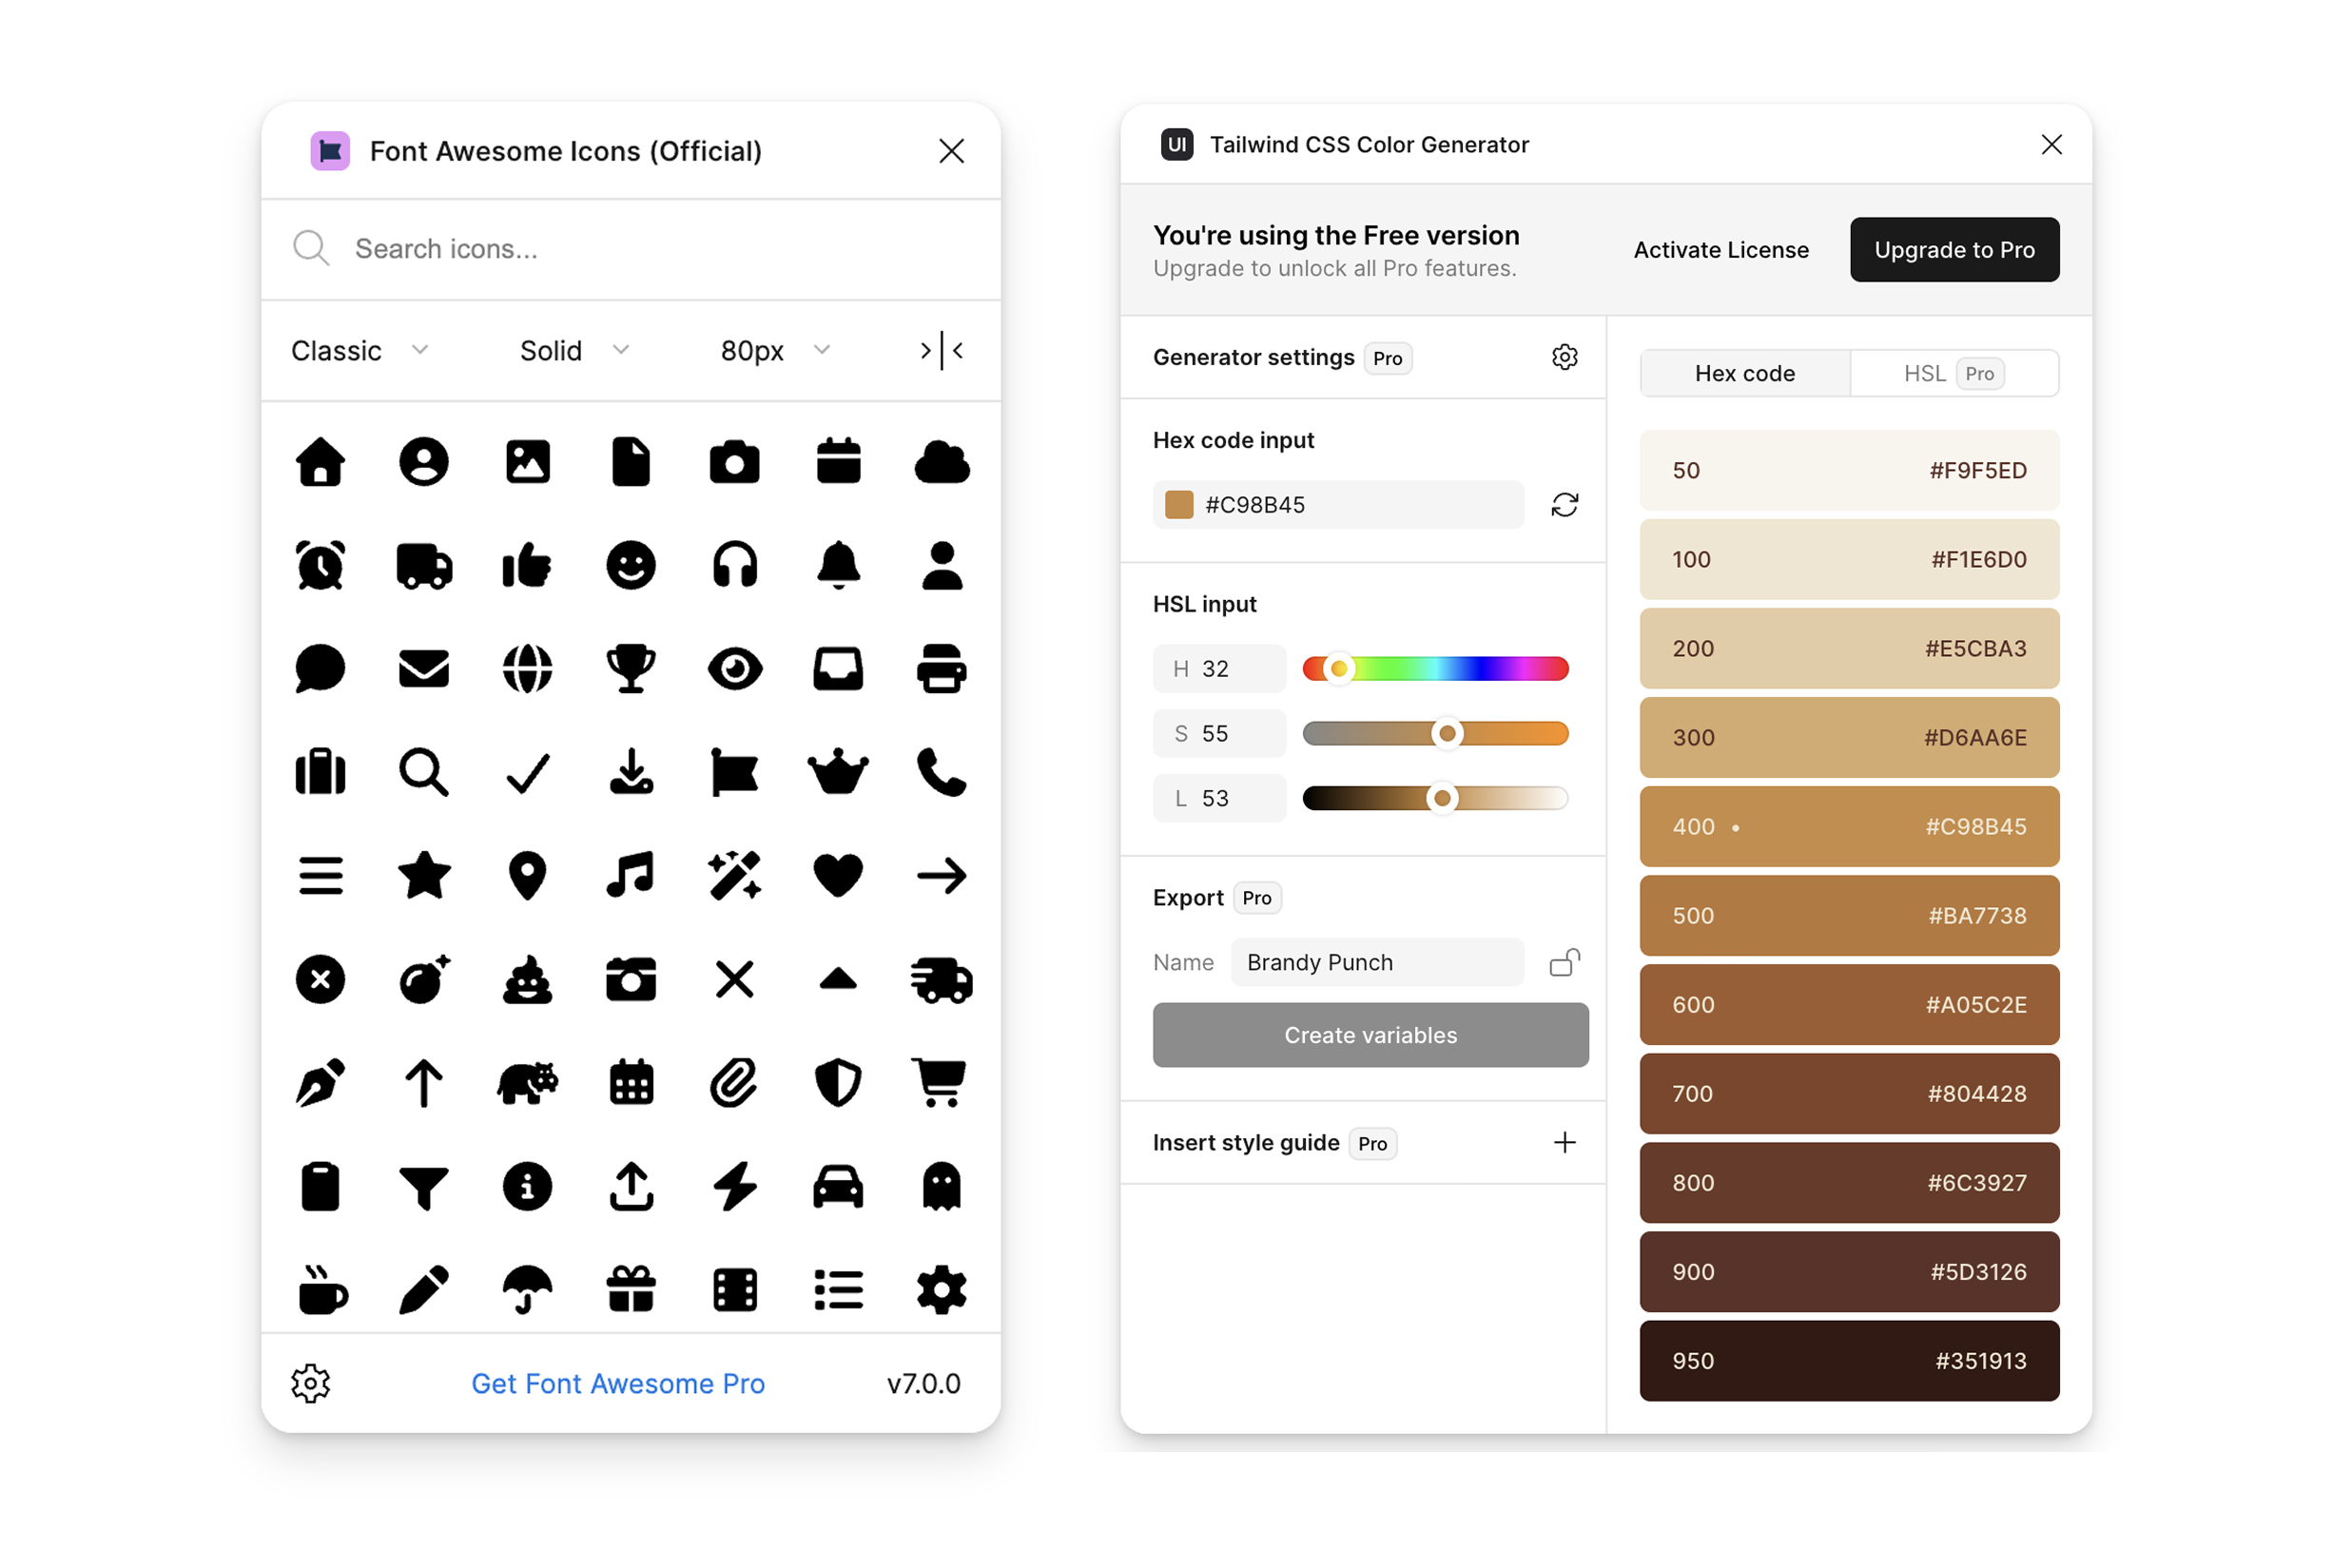 Font Awesome Icons (Official)
Search icons...
Classic Solid 80px
Get Font Awesome Pro v7.0.0
UI Tailwind CSS Color Generator
You're using the Free version
Upgrade to unlock all Pro features.
Activate License Upgrade to Pro
Generator settings Pro
Hex code input
#C98B45
HSL input
H 32
S 55
L 53
Export Pro
Name Brandy Punch
Create variables
Insert style guide Pro
Hex code HSL Pro
50 #F9F5ED
100 #F1E6D0
200 #E5CBA3
300 #D6AA6E
400 #C98B45
500 #BA7738
600 #A05C2E
700 #804428
800 #6C3927
900 #5D3126
950 #351913